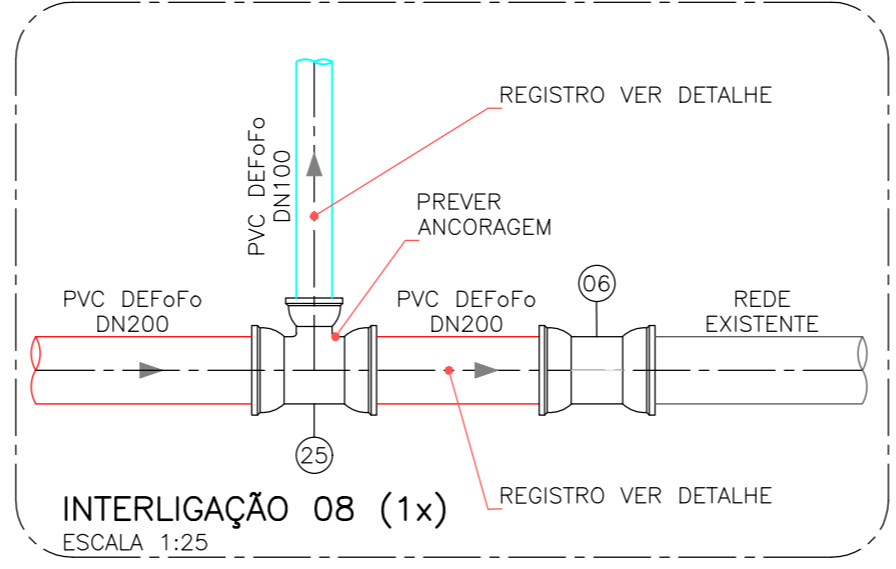 REGISTRO VER DETALHE
PVC DEFoFo
DN100
PREVER
ANCORAGEM
PVC DEFoFo
DN200
PVC DEFoFo
DN200
06
REDE
EXISTENTE
25
INTERLIGAÇÃO 08 (1x)
ESCALA 1:25
REGISTRO VER DETALHE